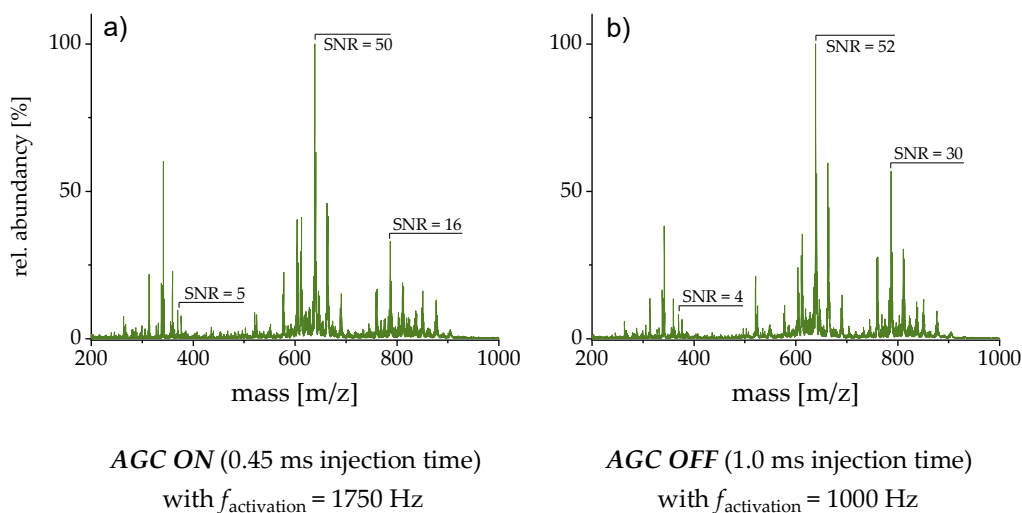 a)
SNR = 50
SNR = 16
SNR = 5
rel. abundancy [%]
100
50
0
200 400 600 800 1000
mass [m/z]
AGC ON (0.45 ms injection time)
with factivation = 1750 Hz
b)
SNR = 52
SNR = 30
SNR = 4
100
50
0
200 400 600 800 1000
mass [m/z]
AGC OFF (1.0 ms injection time)
with factivation = 1000 Hz